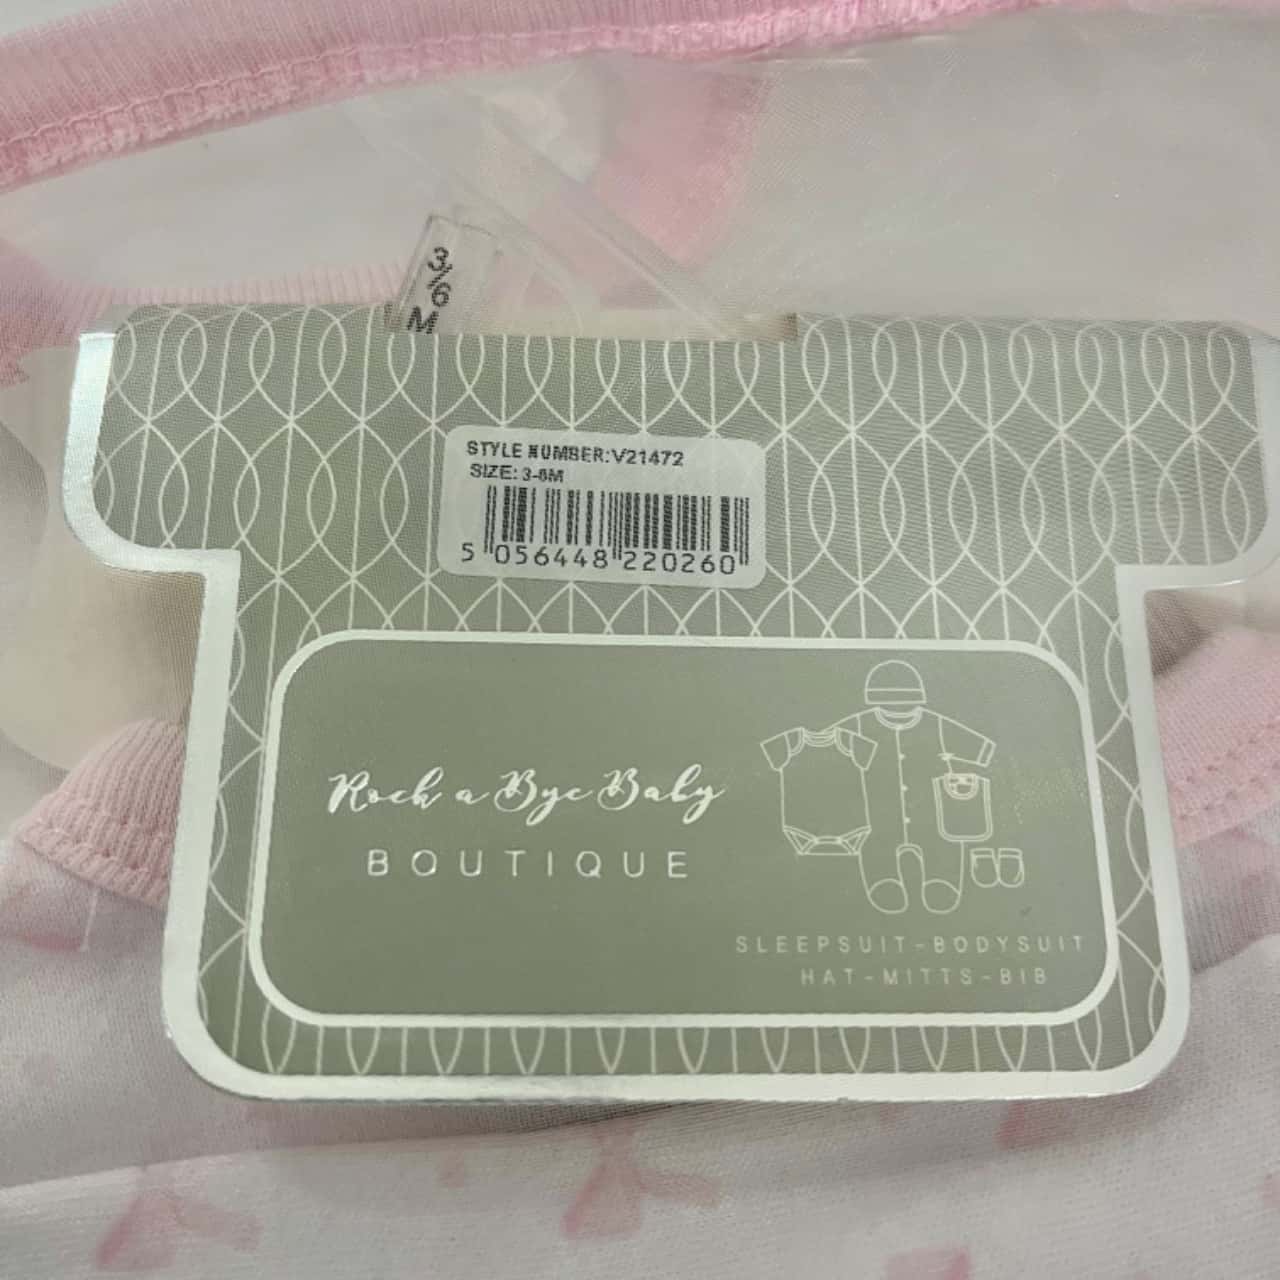 3/6
M
STYLE NUMBER:V21472
SIZE: 3-6M
5 056448 220260
Rock a Bye Baby
BOUTIQUE
SLEEPSUIT-BODYSUIT
HAT-MITTS-BIB